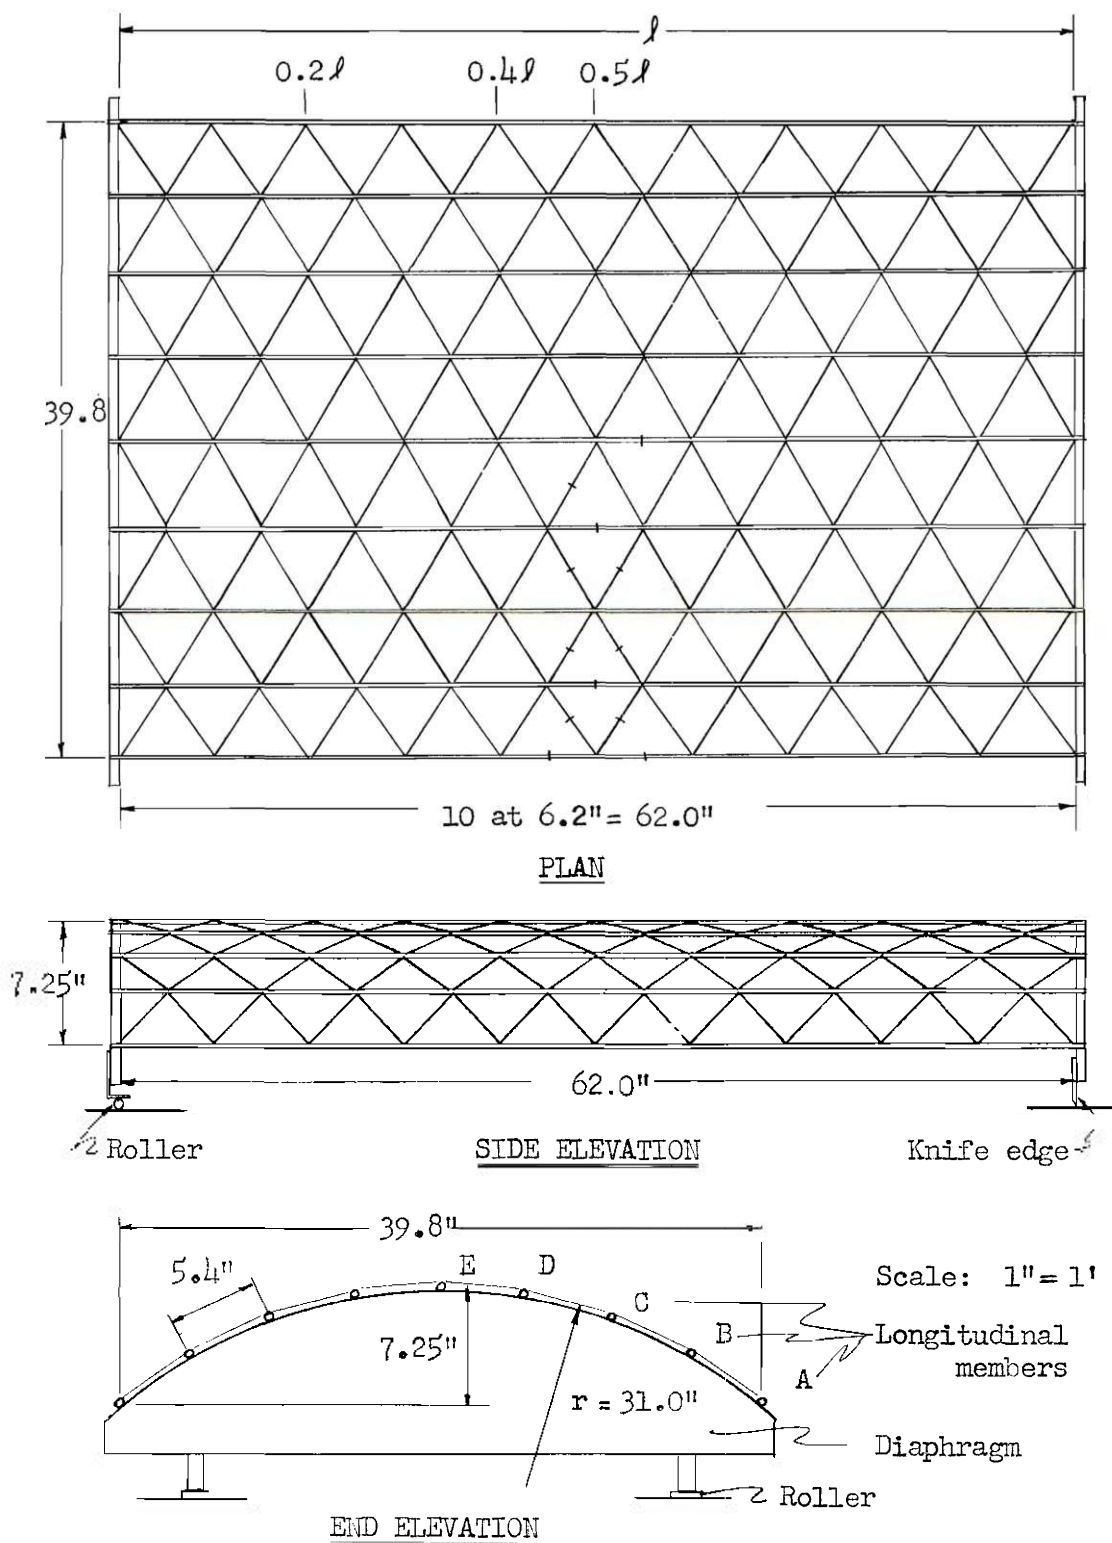 ℓ
0.2ℓ 0.4ℓ 0.5ℓ
39.8
10 at 6.2"= 62.0"
PLAN
7.25"
62.0"
Roller
SIDE ELEVATION
Knife edge
39.8"
5.4"
E D
Scale: 1"= 1'
C
7.25"
B
Longitudinal
members
A
r = 31.0"
Diaphragm
Roller
END ELEVATION